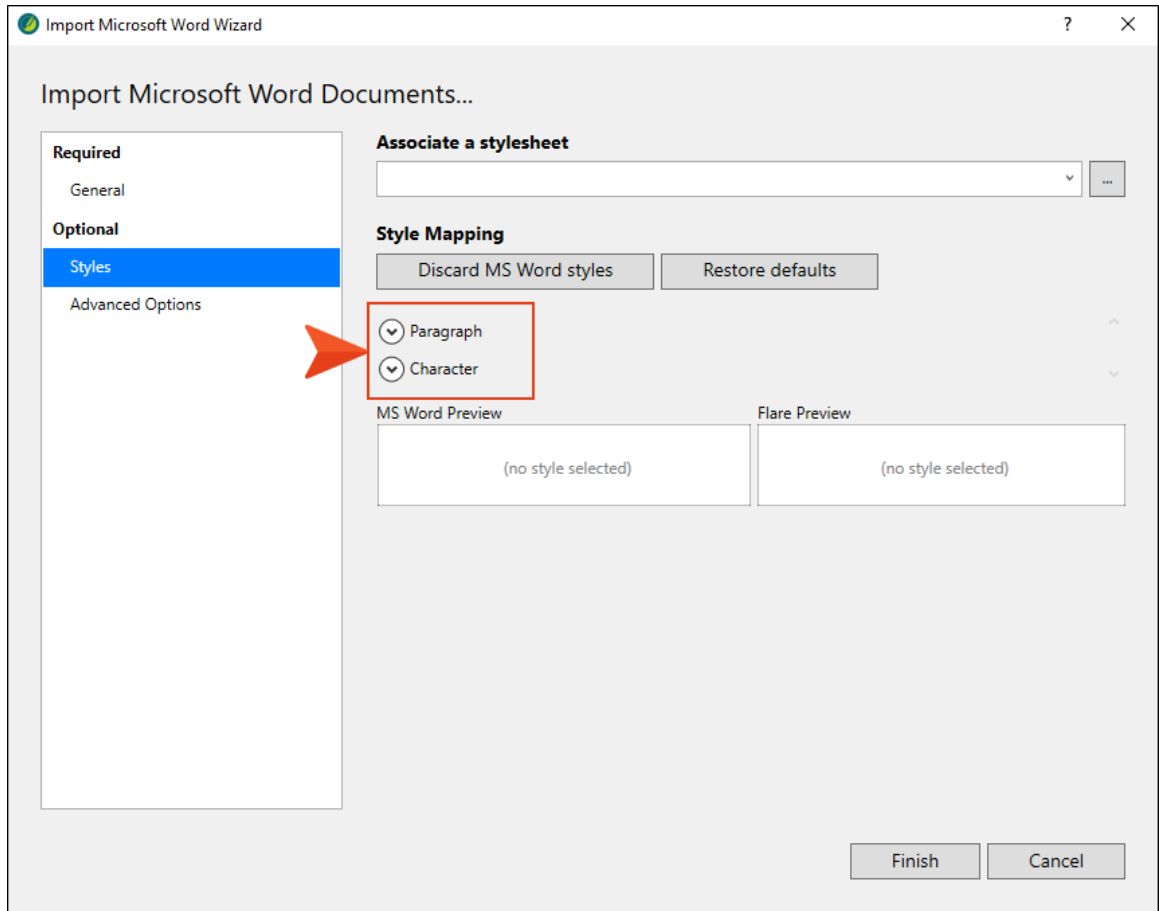 Import Microsoft Word Wizard
?
Import Microsoft Word Documents...
Required
General
Optional
Styles
Advanced Options
Associate a stylesheet
...
Style Mapping
Discard MS Word styles Restore defaults
Paragraph
Character
MS Word Preview Flare Preview
(no style selected) (no style selected)
Finish Cancel